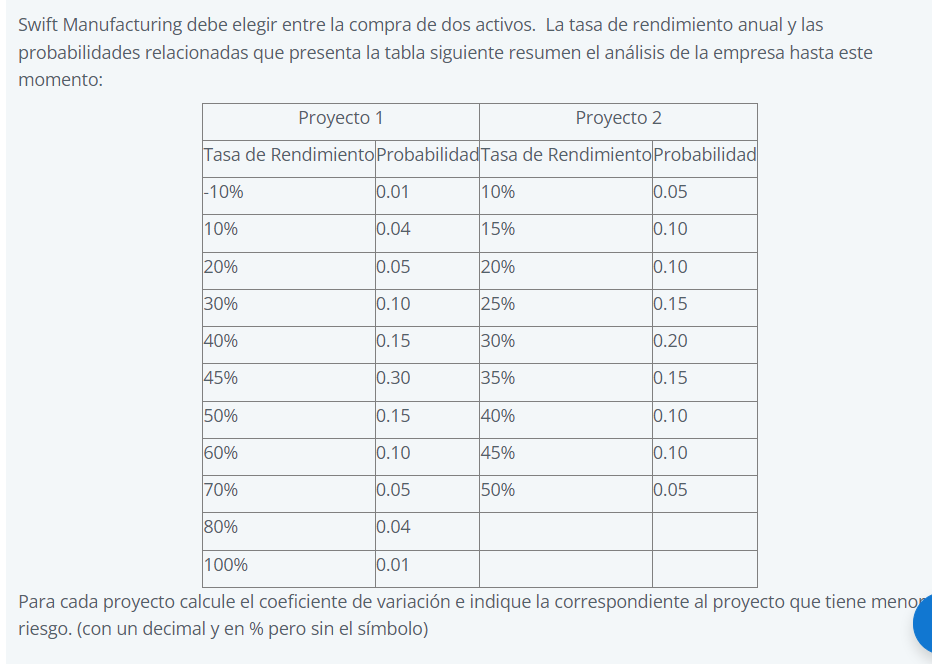 Swift Manufacturing debe elegir entre la compra de dos activos.  La tasa de rendimiento anual y las
probabilidades relacionadas que presenta la tabla siguiente resumen el análisis de la empresa hasta este
momento:
Proyecto 1 Proyecto 2
Tasa de Rendimiento Probabilidad Tasa de Rendimiento Probabilidad
-10% 0.01 10% 0.05
10% 0.04 15% 0.10
20% 0.05 20% 0.10
30% 0.10 25% 0.15
40% 0.15 30% 0.20
45% 0.30 35% 0.15
50% 0.15 40% 0.10
60% 0.10 45% 0.10
70% 0.05 50% 0.05
80% 0.04
100% 0.01
Para cada proyecto calcule el coeficiente de variación e indique la correspondiente al proyecto que tiene menor
riesgo. (con un decimal y en % pero sin el símbolo)